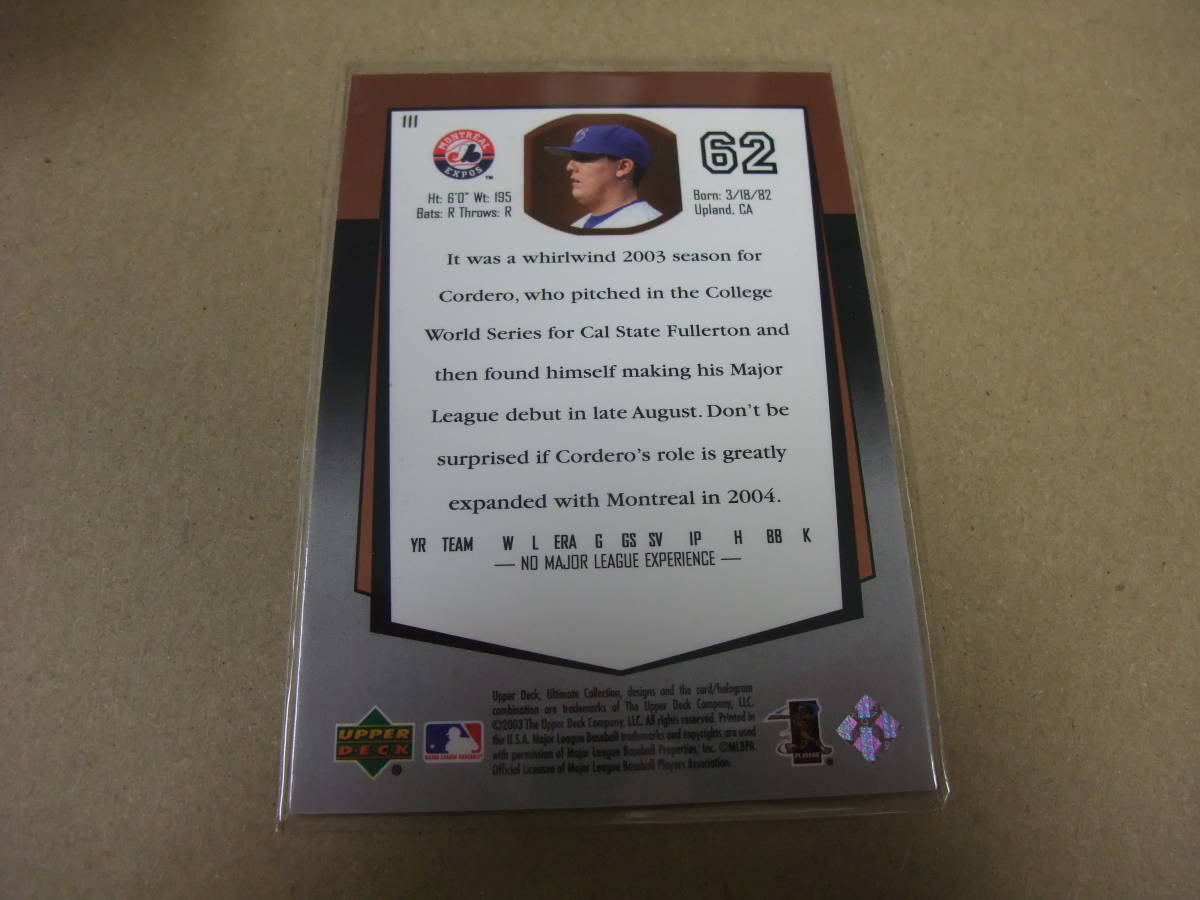 111
MONTREAL
EXPOS
TM
62
Ht: 6'0" Wt: 195
Bats: R Throws: R
Born: 3/18/82
Upland, CA
It was a whirlwind 2003 season for
Cordero, who pitched in the College
World Series for Cal State Fullerton and
then found himself making his Major
League debut in late August. Don't be
surprised if Cordero's role is greatly
expanded with Montreal in 2004.
YR TEAM W L ERA G GS SV IP H BB K
— NO MAJOR LEAGUE EXPERIENCE —
Upper Deck, Ultimate Collection, designs and the card/hologram
combination are trademarks of The Upper Deck Company, LLC.
©2003 The Upper Deck Company, LLC. All rights reserved. Printed in
the U.S.A. Major League Baseball trademarks and copyrights are used
with permission of Major League Baseball Properties, Inc. ©MLBPA
Official Licensee of Major League Baseball Players Association.
UPPER
DECK
®
MAJOR LEAGUE BASEBALL
PLAYERS
®